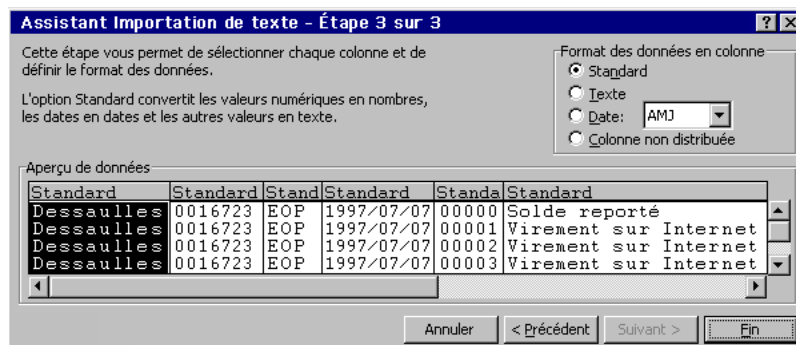 Assistant Importation de texte - Étape 3 sur 3
Cette étape vous permet de sélectionner chaque colonne et de
définir le format des données.
L'option Standard convertit les valeurs numériques en nombres,
les dates en dates et les autres valeurs en texte.
Format des données en colonne
Standard
Texte
Date: AMJ
Colonne non distribuée
Aperçu de données
Standard Standard Stand Standard Standa Standard
Dessaulles 0016723 EOP 1997/07/07 00000 Solde reporté
Dessaulles 0016723 EOP 1997/07/07 00001 Virement sur Internet
Dessaulles 0016723 EOP 1997/07/07 00002 Virement sur Internet
Dessaulles 0016723 EOP 1997/07/07 00003 Virement sur Internet
Annuler < Précédent Suivant > Fin